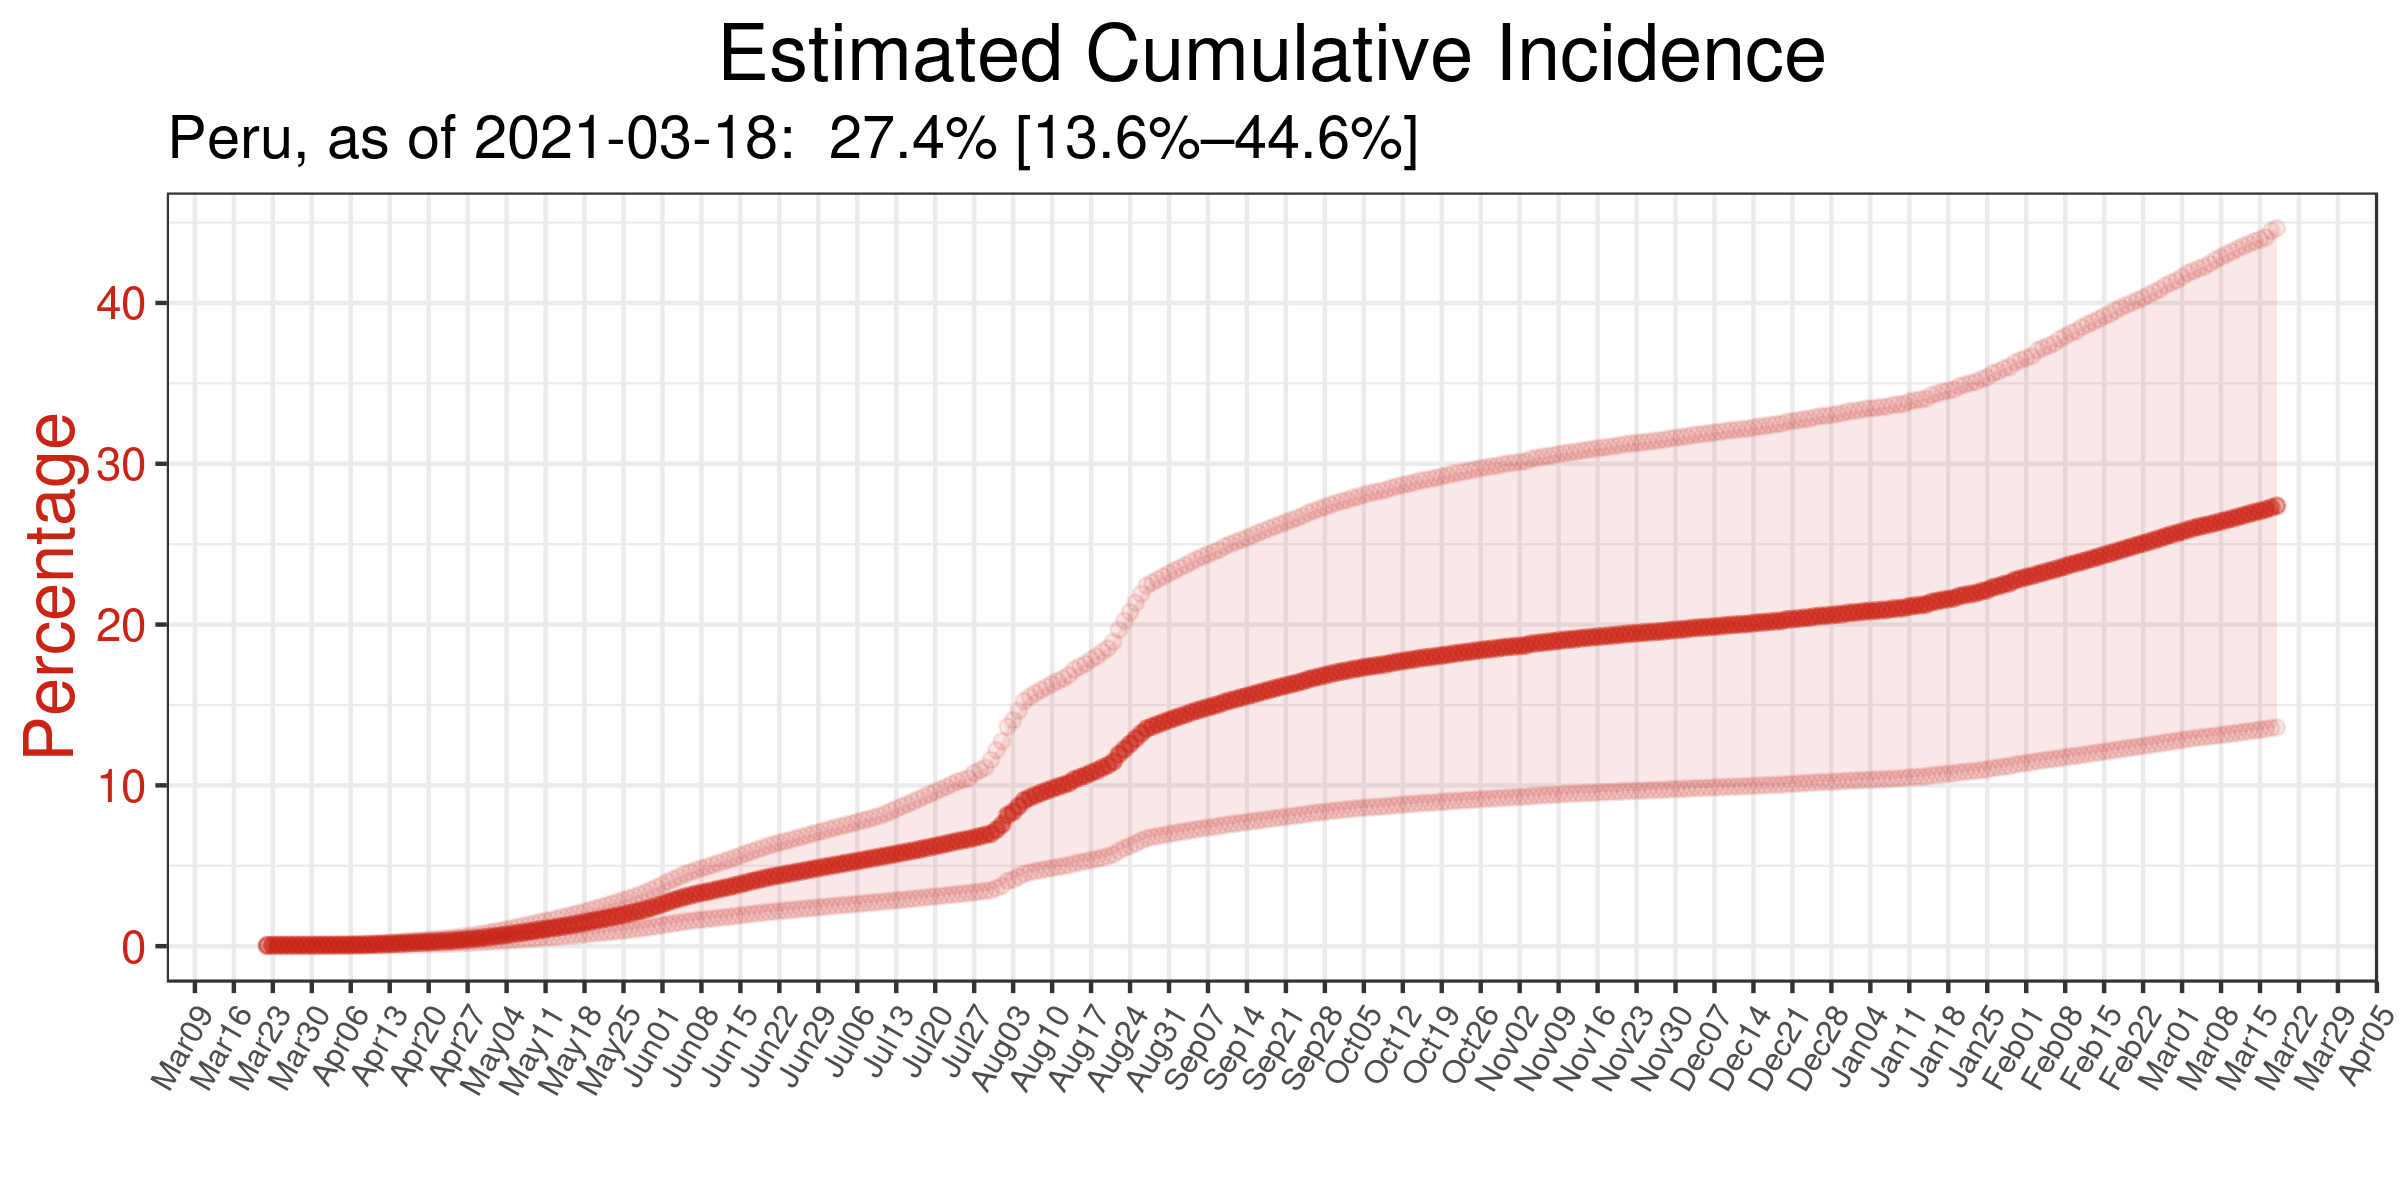 Estimated Cumulative Incidence
Peru, as of 2021-03-18:  27.4% [13.6%–44.6%]
Percentage
40
30
20
10
0
Mar09
Mar16
Mar23
Mar30
Apr06
Apr13
Apr20
Apr27
May04
May11
May18
May25
Jun01
Jun08
Jun15
Jun22
Jun29
Jul06
Jul13
Jul20
Jul27
Aug03
Aug10
Aug17
Aug24
Aug31
Sep07
Sep14
Sep21
Sep28
Oct05
Oct12
Oct19
Oct26
Nov02
Nov09
Nov16
Nov23
Nov30
Dec07
Dec14
Dec21
Dec28
Jan04
Jan11
Jan18
Jan25
Feb01
Feb08
Feb15
Feb22
Mar01
Mar08
Mar15
Mar22
Mar29
Apr05